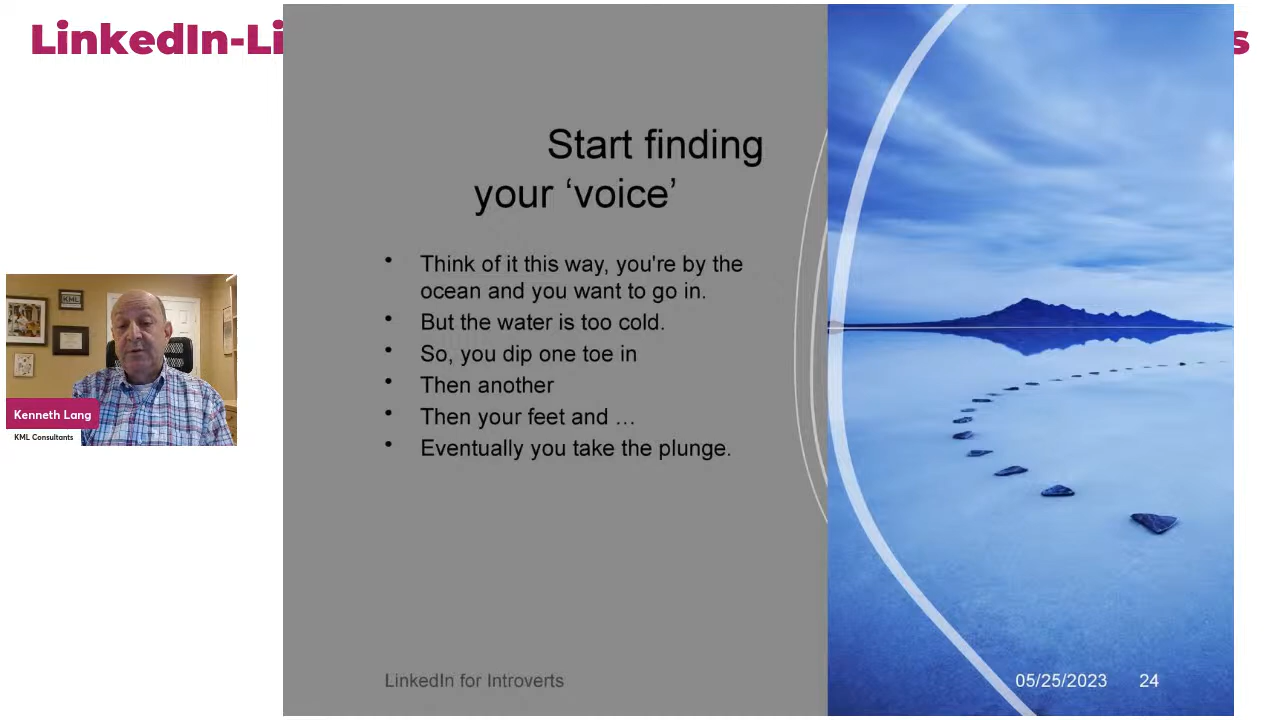 LinkedIn-Li
s
Start finding
your ‘voice’
• Think of it this way, you're by the
ocean and you want to go in.
• But the water is too cold.
• So, you dip one toe in
• Then another
• Then your feet and …
• Eventually you take the plunge.
KML
Kenneth Lang
KML Consultants
LinkedIn for Introverts
05/25/2023 24